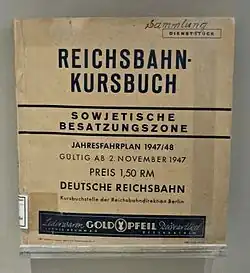 Sammlung
DIENSTSTÜCK
REICHSBAHN-
KURSBUCH
SOWJETISCHE
BESATZUNGSZONE
JAHRESFAHRPLAN 1947/48
GÜLTIG AB 2. NOVEMBER 1947
PREIS 1,50 RM
DEUTSCHE REICHSBAHN
Kursbuchstelle der Reichsbahndirektion Berlin
Lederwaren GOLDPFEIL